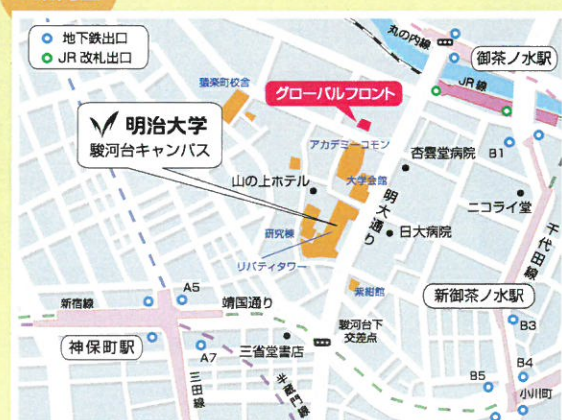 地下鉄出口
JR 改札出口
丸の内線
御茶ノ水駅
JR線
猿楽町校舎
グローバルフロント
明治大学
駿河台キャンパス
アカデミーコモン
杏雲堂病院
B1
山の上ホテル
大学会館
明大通り
ニコライ堂
研究棟
日大病院
千代田線
リバティタワー
紫紺館
新御茶ノ水駅
A5
新宿線
靖国通り
駿河台下
交差点
B3
神保町駅
A7
三省堂書店
B4
三田線
半蔵門線
B5
小川町